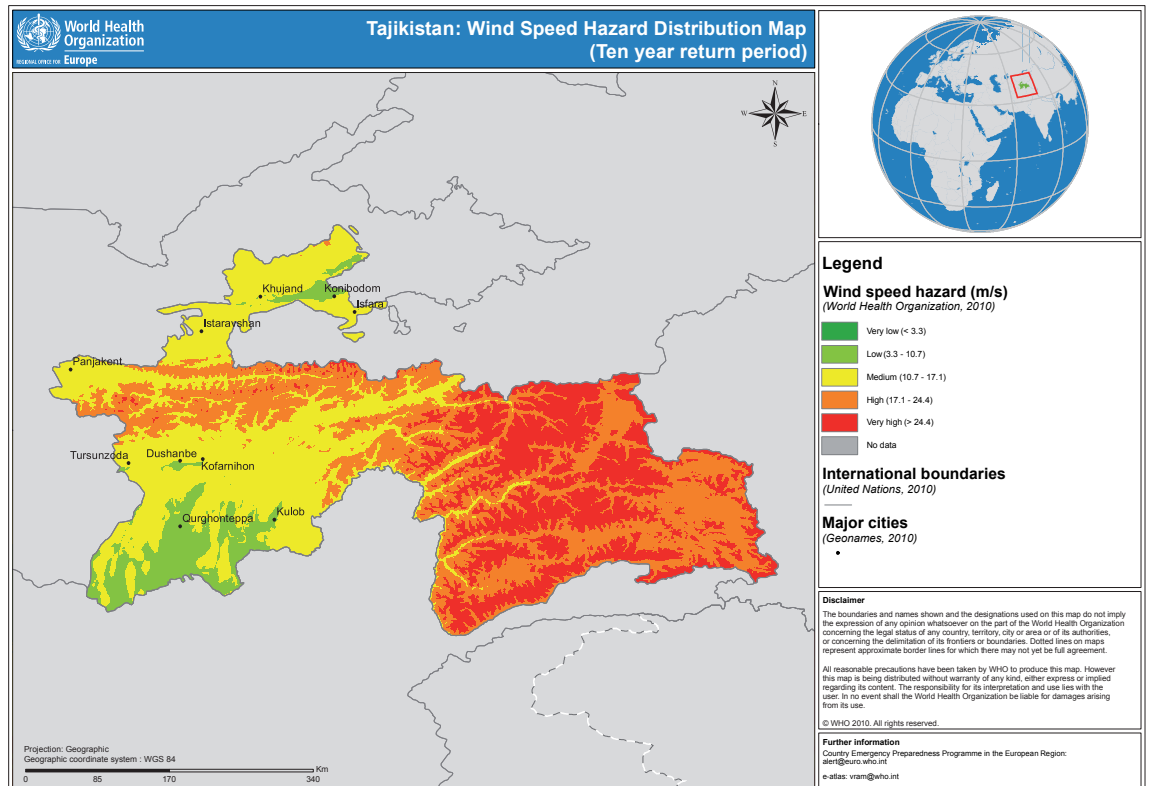 World Health
Organization
REGIONAL OFFICE FOR Europe
Tajikistan: Wind Speed Hazard Distribution Map
(Ten year return period)
N
W E
S
Khujand
Konibodom
Isfara
Istaravshan
Panjakent
Tursunzoda
Dushanbe
Kofarnihon
Qurghonteppa
Kulob
Projection: Geographic
Geographic coordinate system : WGS 84
Km
0 85 170 340
Legend
Wind speed hazard (m/s)
(World Health Organization, 2010)
Very low (< 3.3)
Low (3.3 - 10.7)
Medium (10.7 - 17.1)
High (17.1 - 24.4)
Very high (> 24.4)
No data
International boundaries
(United Nations, 2010)
Major cities
(Geonames, 2010)
Disclaimer
The boundaries and names shown and the designations used on this map do not imply
the expression of any opinion whatsoever on the part of the World Health Organization
concerning the legal status of any country, territory, city or area or of its authorities,
or concerning the delimitation of its frontiers or boundaries. Dotted lines on maps
represent approximate border lines for which there may not yet be full agreement.
All reasonable precautions have been taken by WHO to produce this map. However
this map is being distributed without warranty of any kind, either express or implied
regarding its content. The responsibility for its interpretation and use lies with the
user. In no event shall the World Health Organization be liable for damages arising
from its use.
© WHO 2010. All rights reserved.
Further information
Country Emergency Preparedness Programme in the European Region:
alert@euro.who.int
e-atlas: vram@who.int